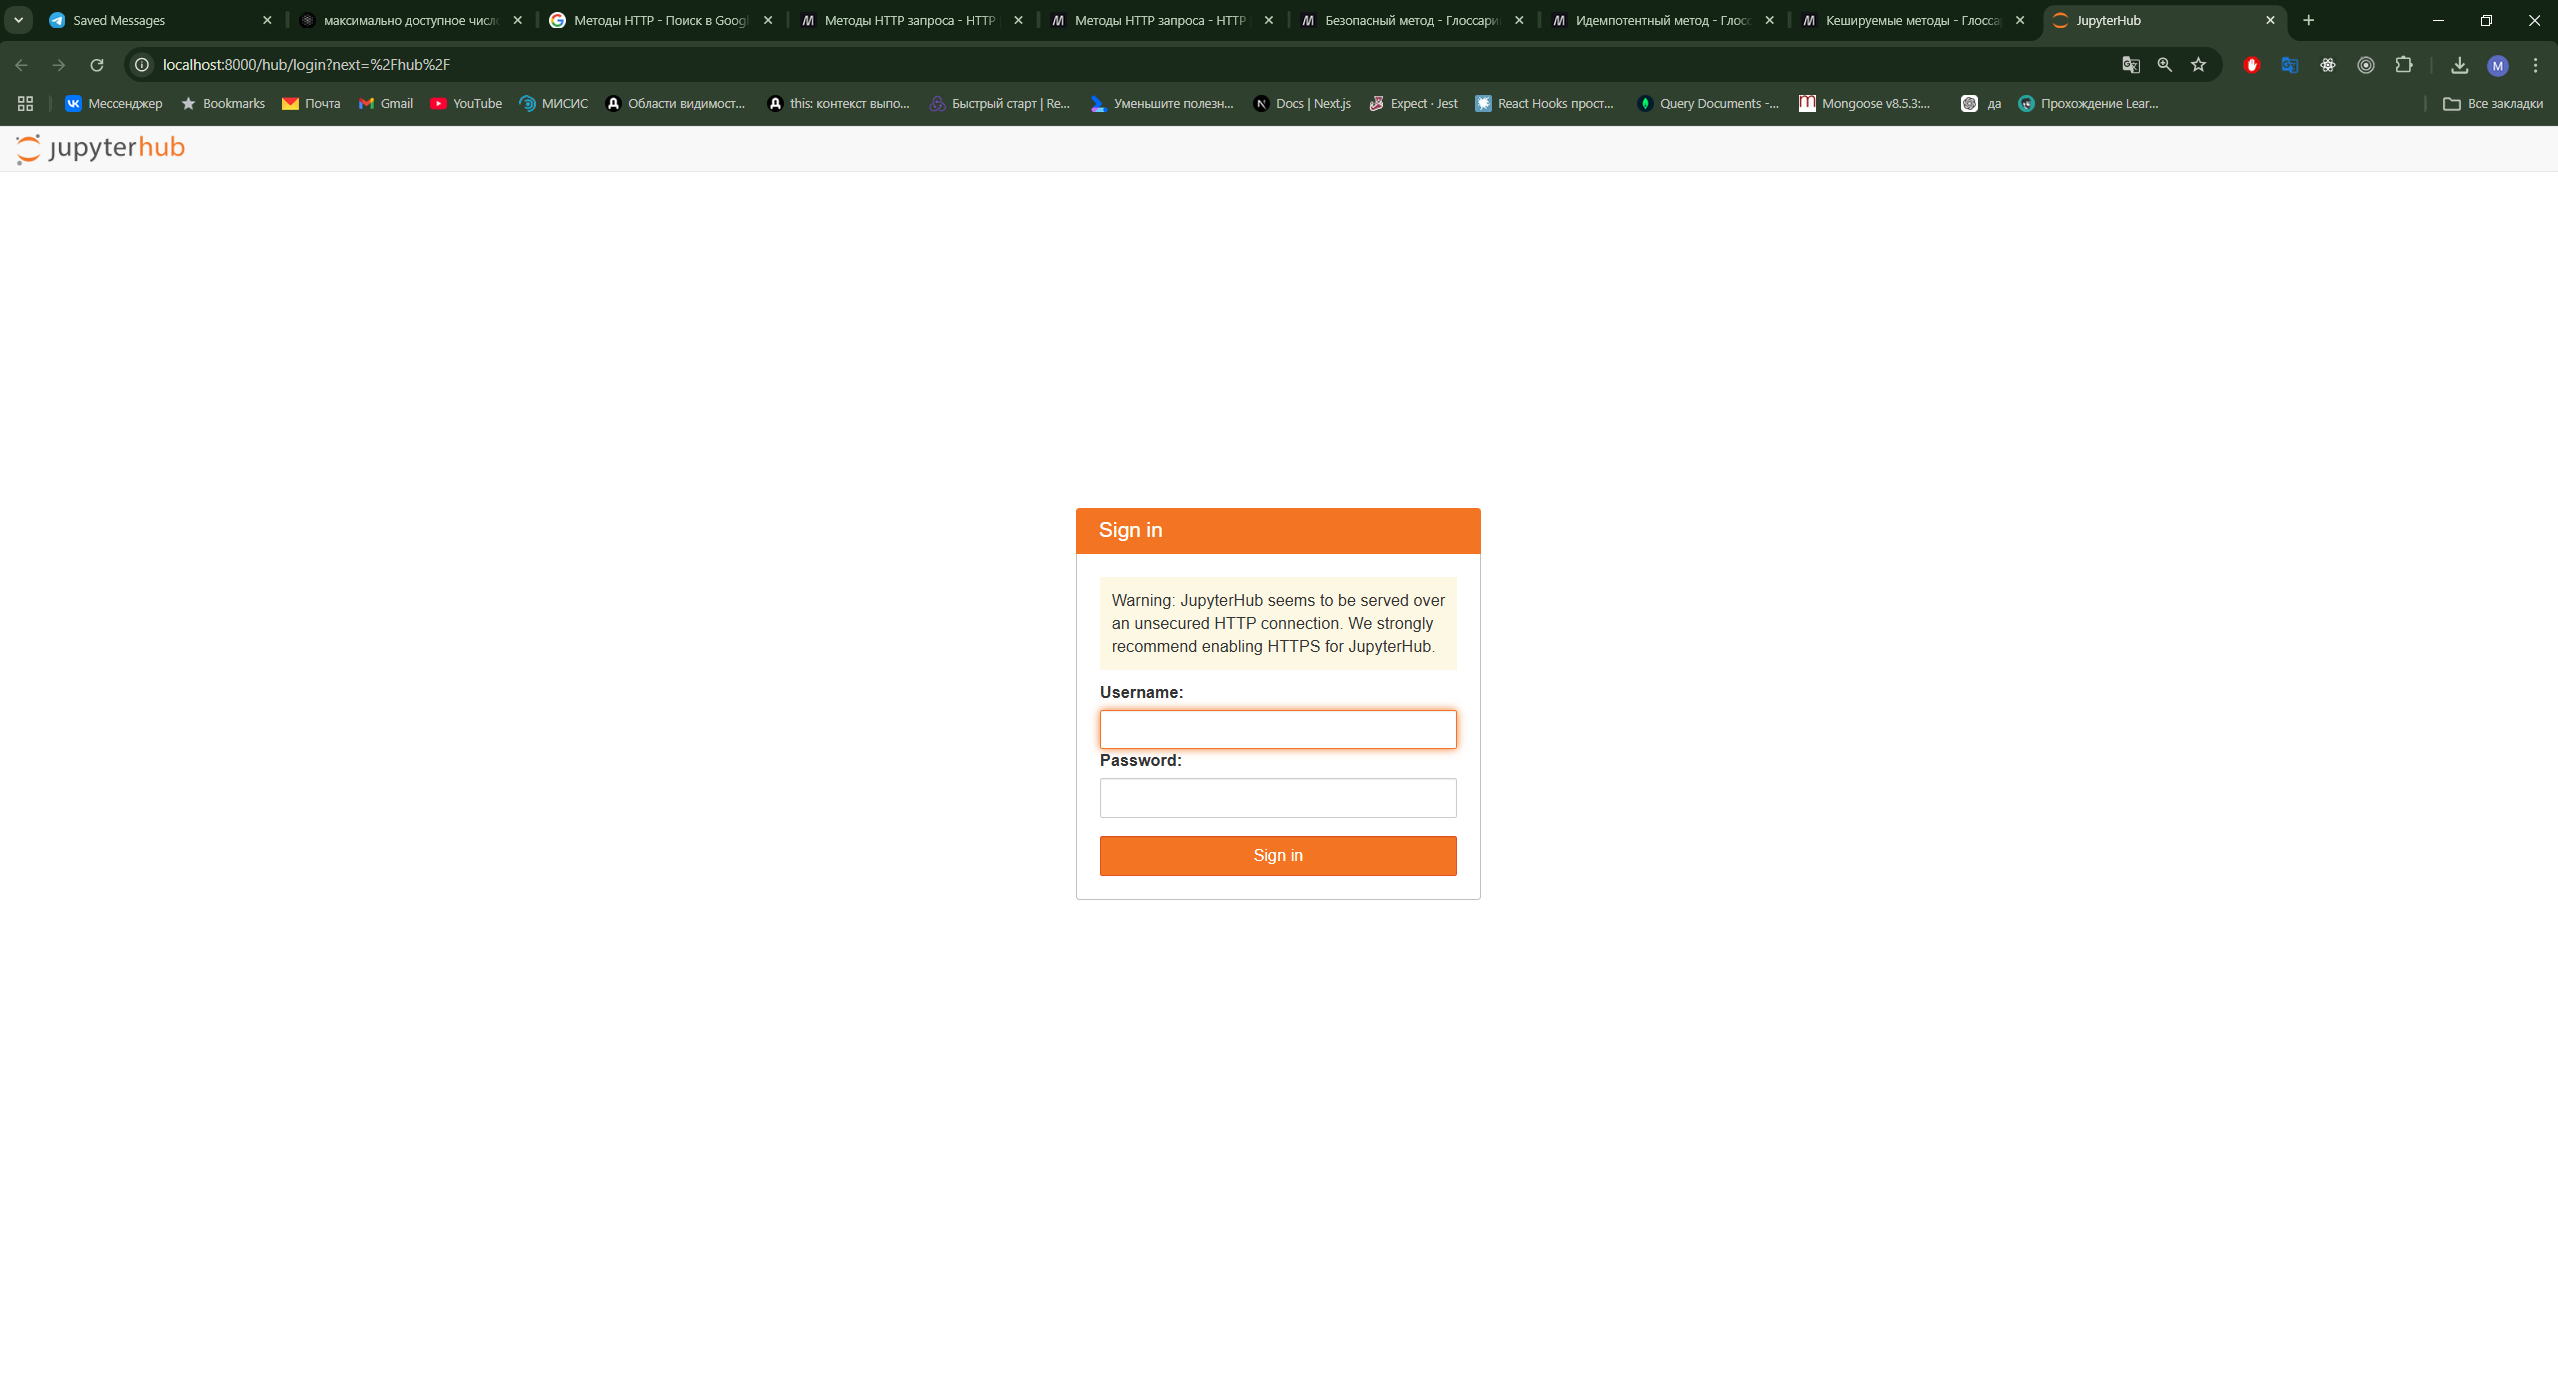 Saved Messages
максимально доступное числ
Методы HTTP - Поиск в Googl
Методы HTTP запроса - HTTP
Методы HTTP запроса - HTTP
Безопасный метод - Глоссари
Идемпотентный метод - Глосс
Кешируемые методы - Глосса
JupyterHub
localhost:8000/hub/login?next=%2Fhub%2F
M
Мессенджер
Bookmarks
Почта
Gmail
YouTube
МИСИС
Области видимост...
this: контекст выпо...
Быстрый старт | Re...
Уменьшите полезн...
Docs | Next.js
Expect · Jest
React Hooks прост...
Query Documents -...
Mongoose v8.5.3:...
да
Прохождение Lear...
Все закладки
jupyterhub
Sign in
Warning: JupyterHub seems to be served over
an unsecured HTTP connection. We strongly
recommend enabling HTTPS for JupyterHub.
Username:
Password:
Sign in